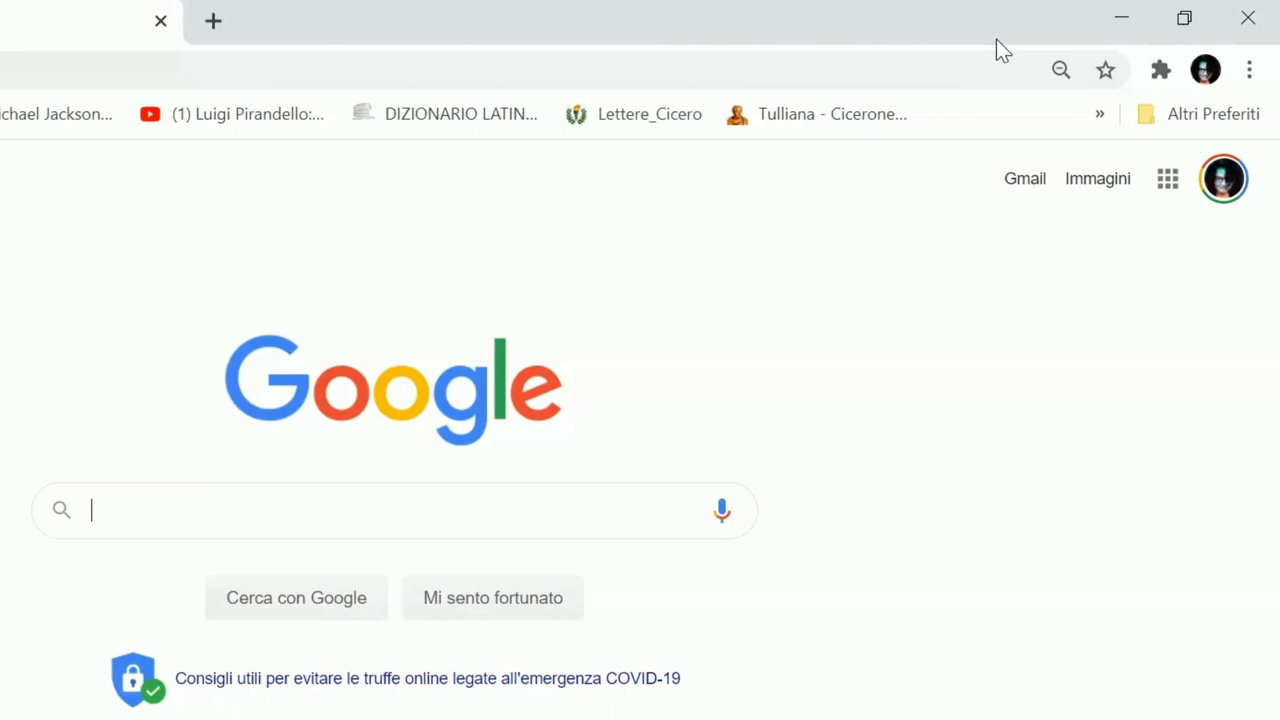 ichael Jackson... (1) Luigi Pirandello:... DIZIONARIO LATIN... Lettere_Cicero Tulliana - Cicerone... » Altri Preferiti
Gmail Immagini
Google
Cerca con Google Mi sento fortunato
Consigli utili per evitare le truffe online legate all'emergenza COVID-19